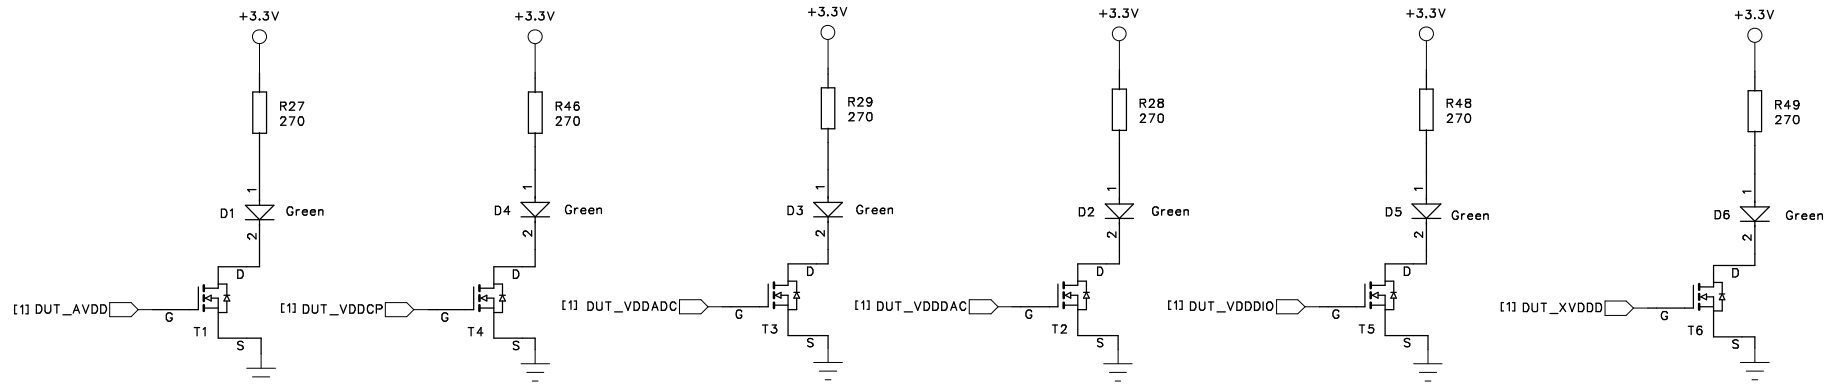 +3.3V
R27
270
1
D1 Green
2
D
[1] DUT_AVDD
G
T1
S
+3.3V
R46
270
1
D4 Green
2
D
[1] DUT_VDDCP
G
T4
S
+3.3V
R29
270
1
D3 Green
2
D
[1] DUT_VDDADC
G
T3
S
+3.3V
R28
270
1
D2 Green
2
D
[1] DUT_VDDDAC
G
T2
S
+3.3V
R48
270
1
D5 Green
2
D
[1] DUT_VDDDIO
G
T5
S
+3.3V
R49
270
1
D6 Green
2
D
[1] DUT_XVDDD
G
T6
S